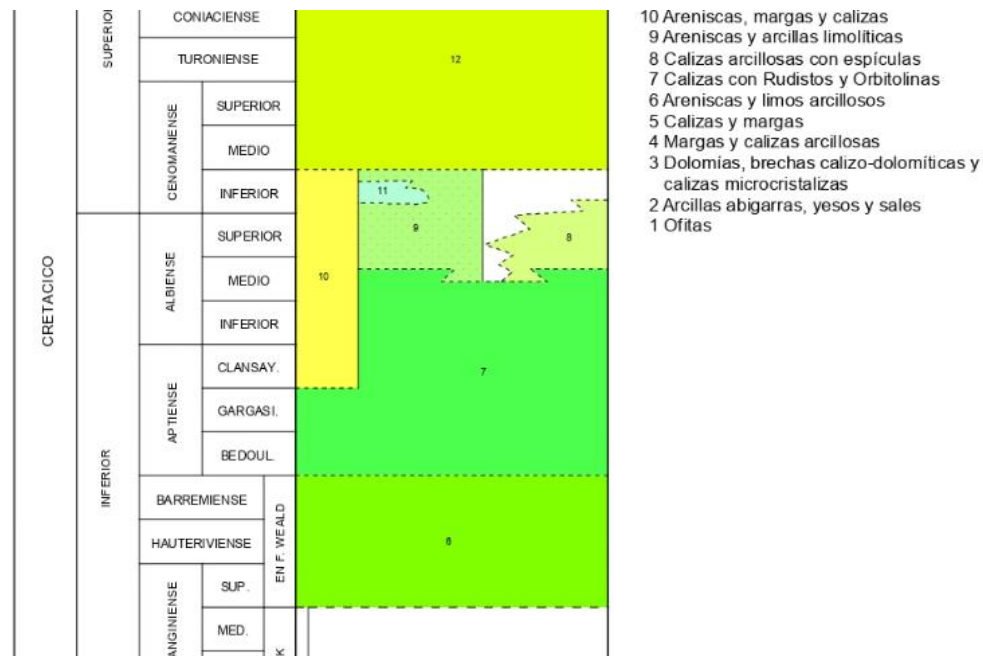 CRETACICO
SUPERIOR
INFERIOR
CONIACIENSE
TURONIENSE
CENOMANENSE
SUPERIOR
MEDIO
INFERIOR
ALBIENSE
SUPERIOR
MEDIO
INFERIOR
APTIENSE
CLANSAY.
GARGASI.
BEDOUL.
BARREMIENSE
HAUTERIVIENSE
ANGINIENSE
SUP.
MED.
EN F. WEALD
K
12
11
9
8
10
7
6
10 Areniscas, margas y calizas
9 Areniscas y arcillas limolíticas
8 Calizas arcillosas con espículas
7 Calizas con Rudistos y Orbitolinas
6 Areniscas y limos arcillosos
5 Calizas y margas
4 Margas y calizas arcillosas
3 Dolomías, brechas calizo-dolomíticas y
calizas microcristalizas
2 Arcillas abigarras, yesos y sales
1 Ofitas